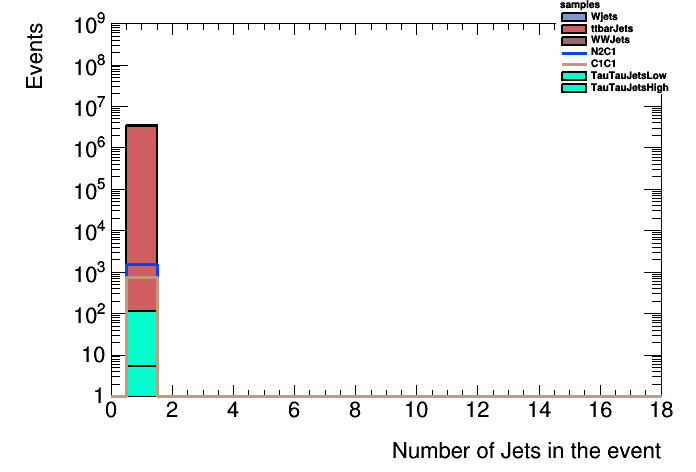 samples
Wjets
ttbarJets
WWJets
N2C1
C1C1
TauTauJetsLow
TauTauJetsHigh
Events
10⁹
10⁸
10⁷
10⁶
10⁵
10⁴
10³
10²
10
1
0 2 4 6 8 10 12 14 16 18
Number of Jets in the event